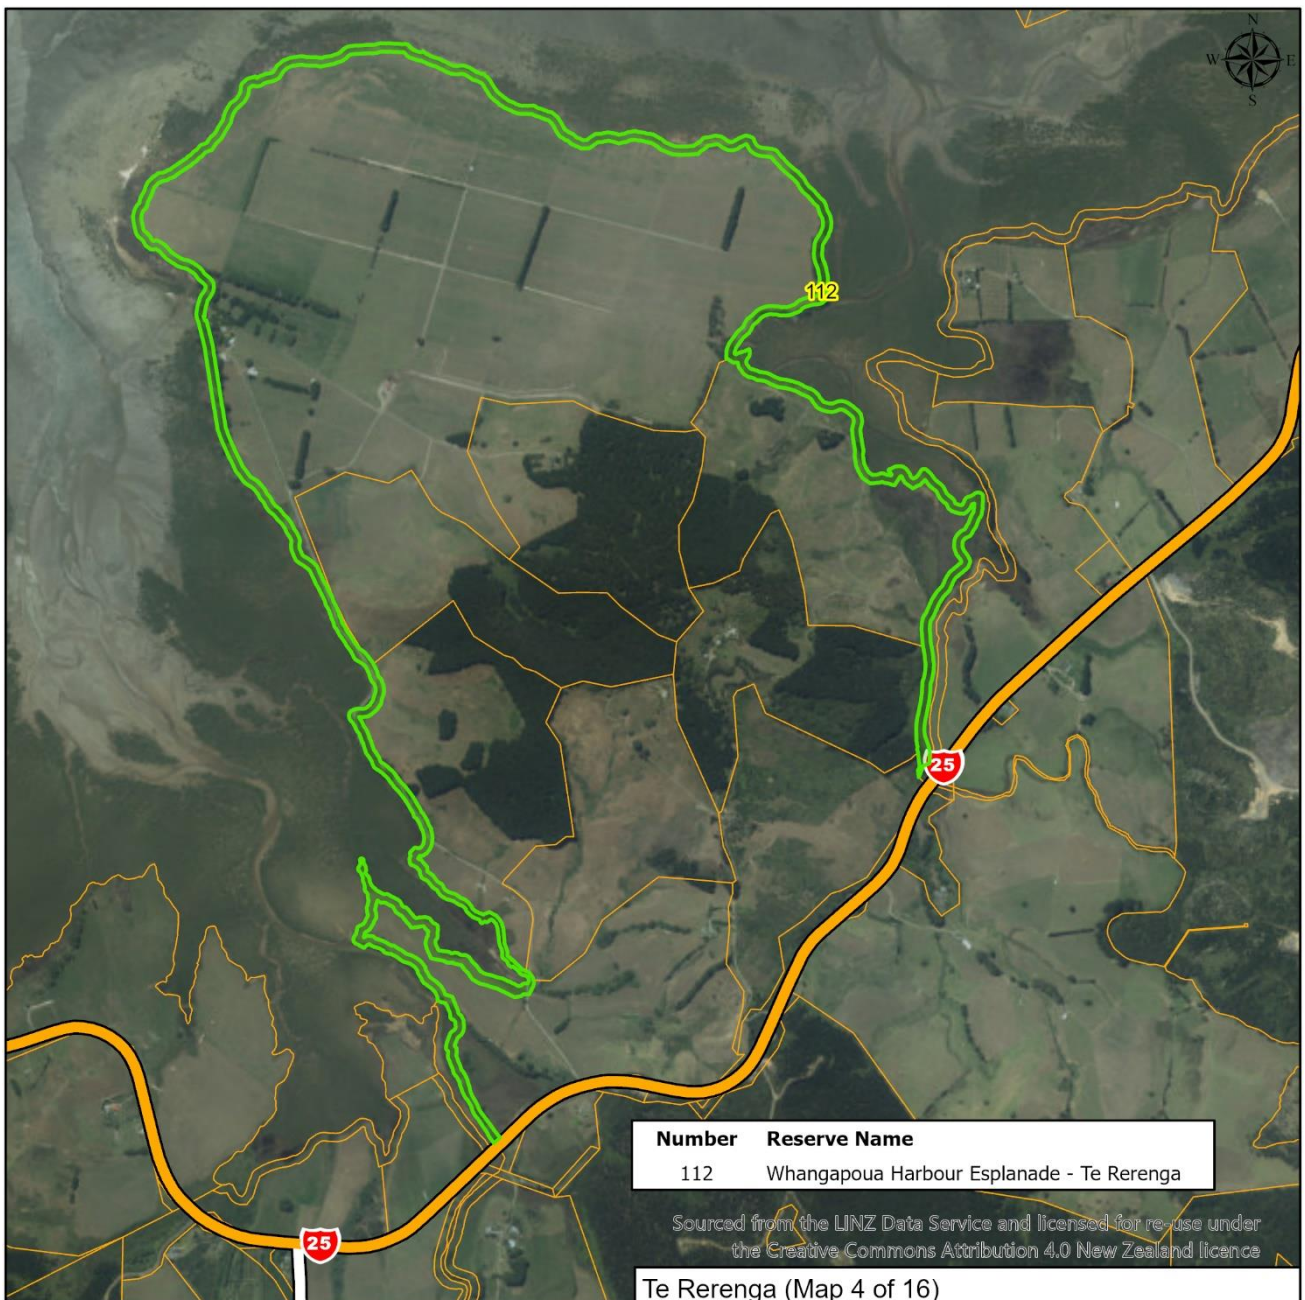 N
W E
S
112
25
25
Number Reserve Name
112 Whangapoua Harbour Esplanade - Te Rerenga
Sourced from the LINZ Data Service and licensed for re-use under
the Creative Commons Attribution 4.0 New Zealand licence
Te Rerenga (Map 4 of 16)